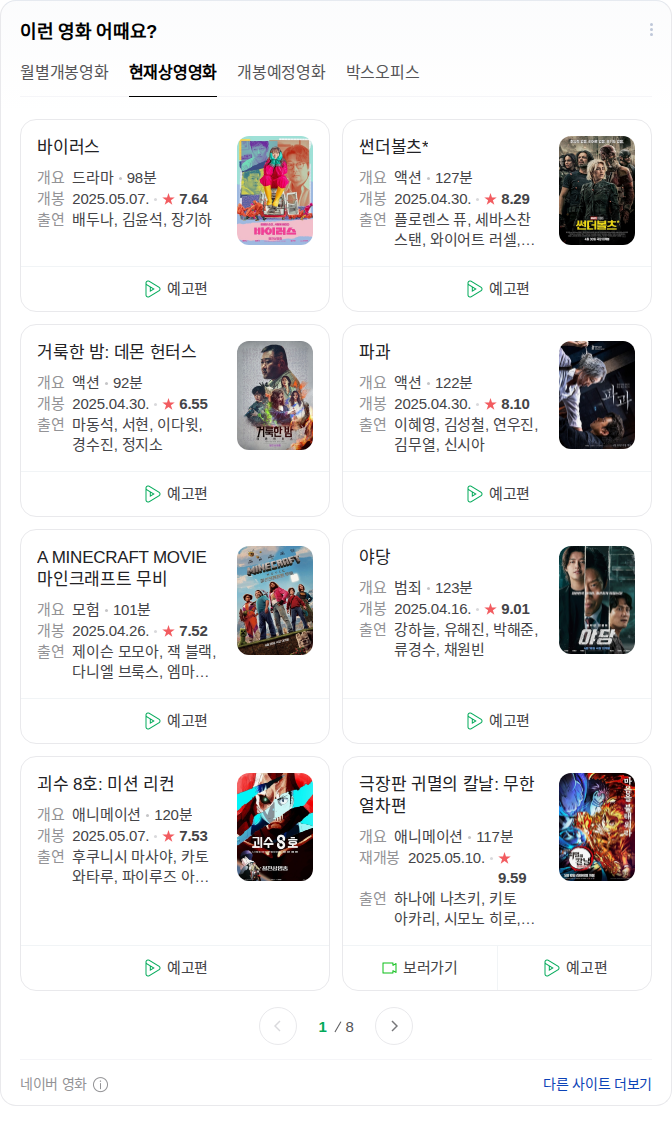 이런 영화 어때요?
월별개봉영화 현재상영영화 개봉예정영화 박스오피스
바이러스
개요 드라마 • 98분
개봉 2025.05.07. • ★ 7.64
출연 배두나, 김윤석, 장기하
바이러스
예고편
썬더볼츠*
개요 액션 • 127분
개봉 2025.04.30. • ★ 8.29
출연 플로렌스 퓨, 세바스찬
스탠, 와이어트 러셀,…
썬더볼츠*
예고편
거룩한 밤: 데몬 헌터스
개요 액션 • 92분
개봉 2025.04.30. • ★ 6.55
출연 마동석, 서현, 이다윗,
경수진, 정지소
거룩한밤
예고편
파과
개요 액션 • 122분
개봉 2025.04.30. • ★ 8.10
출연 이혜영, 김성철, 연우진,
김무열, 신시아
파과
예고편
A MINECRAFT MOVIE
마인크래프트 무비
개요 모험 • 101분
개봉 2025.04.26. • ★ 7.52
출연 제이슨 모모아, 잭 블랙,
다니엘 브룩스, 엠마…
MINECRAFT
예고편
야당
개요 범죄 • 123분
개봉 2025.04.16. • ★ 9.01
출연 강하늘, 유해진, 박해준,
류경수, 채원빈
야당
예고편
괴수 8호: 미션 리컨
개요 애니메이션 • 120분
개봉 2025.05.07. • ★ 7.53
출연 후쿠니시 마사야, 카토
와타루, 파이루즈 아…
괴수8호
예고편
극장판 귀멸의 칼날: 무한
열차편
개요 애니메이션 • 117분
재개봉 2025.05.10. • ★
9.59
출연 하나에 나츠키, 키토
아카리, 시모노 히로,…
보러가기 예고편
1 / 8
네이버 영화
다른 사이트 더보기